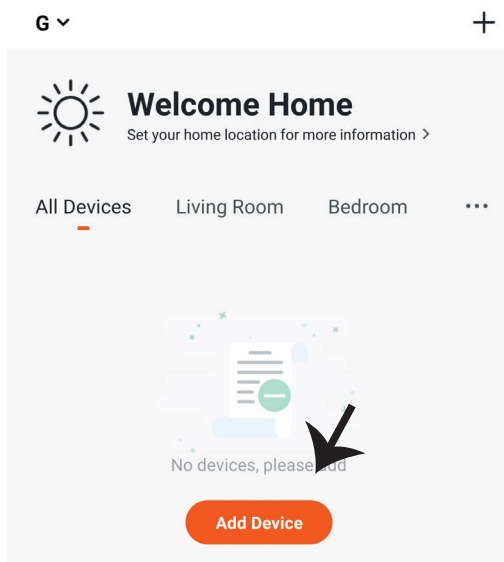 G
Welcome Home
Set your home location for more information >
All Devices Living Room Bedroom ...
No devices, please add
Add Device